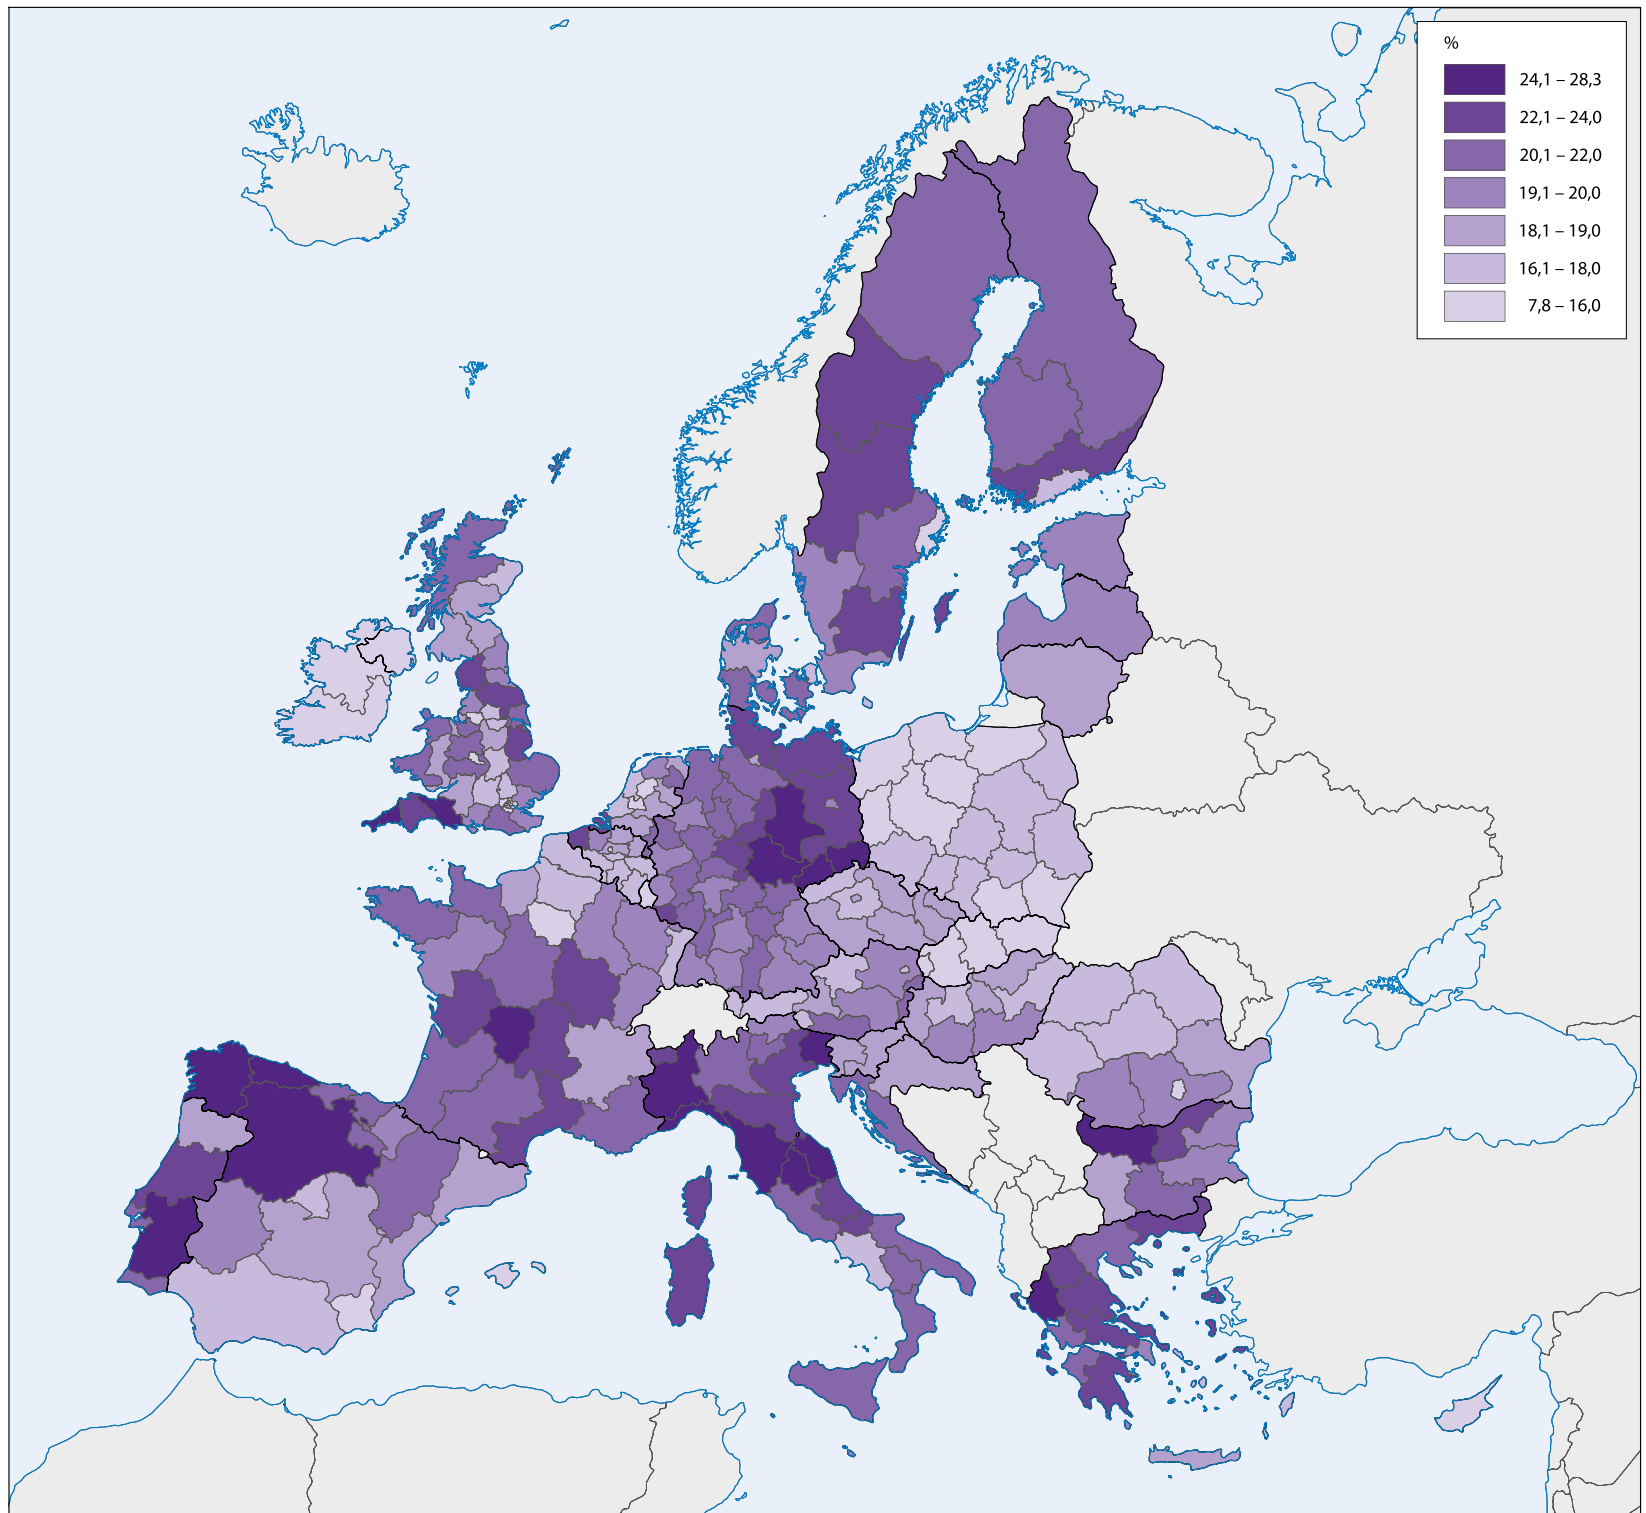 %
24,1 – 28,3
22,1 – 24,0
20,1 – 22,0
19,1 – 20,0
18,1 – 19,0
16,1 – 18,0
7,8 – 16,0